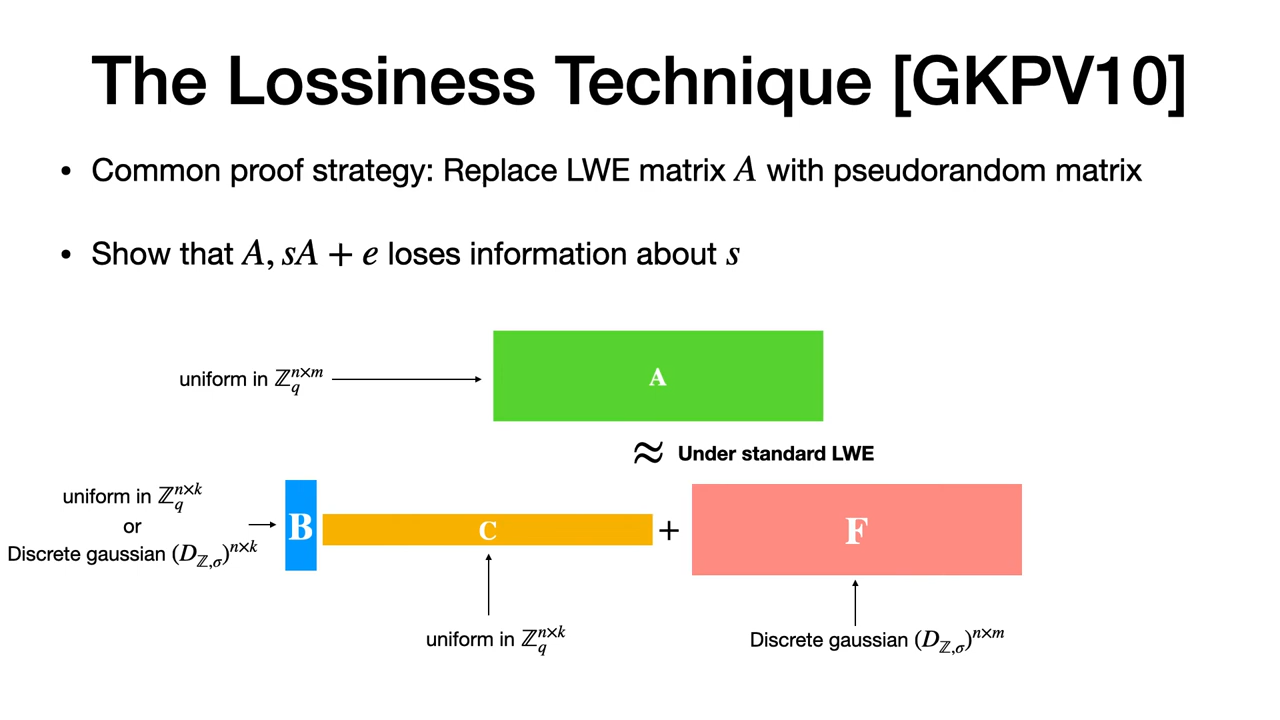 The Lossiness Technique [GKPV10]
• Common proof strategy: Replace LWE matrix A with pseudorandom matrix
• Show that A, sA + e loses information about s
uniform in ℤ_q^{n×m}
A
≈ Under standard LWE
uniform in ℤ_q^{n×k}
or
Discrete gaussian (D_{ℤ,σ})^{n×k}
B C + F
uniform in ℤ_q^{n×k}
Discrete gaussian (D_{ℤ,σ})^{n×m}